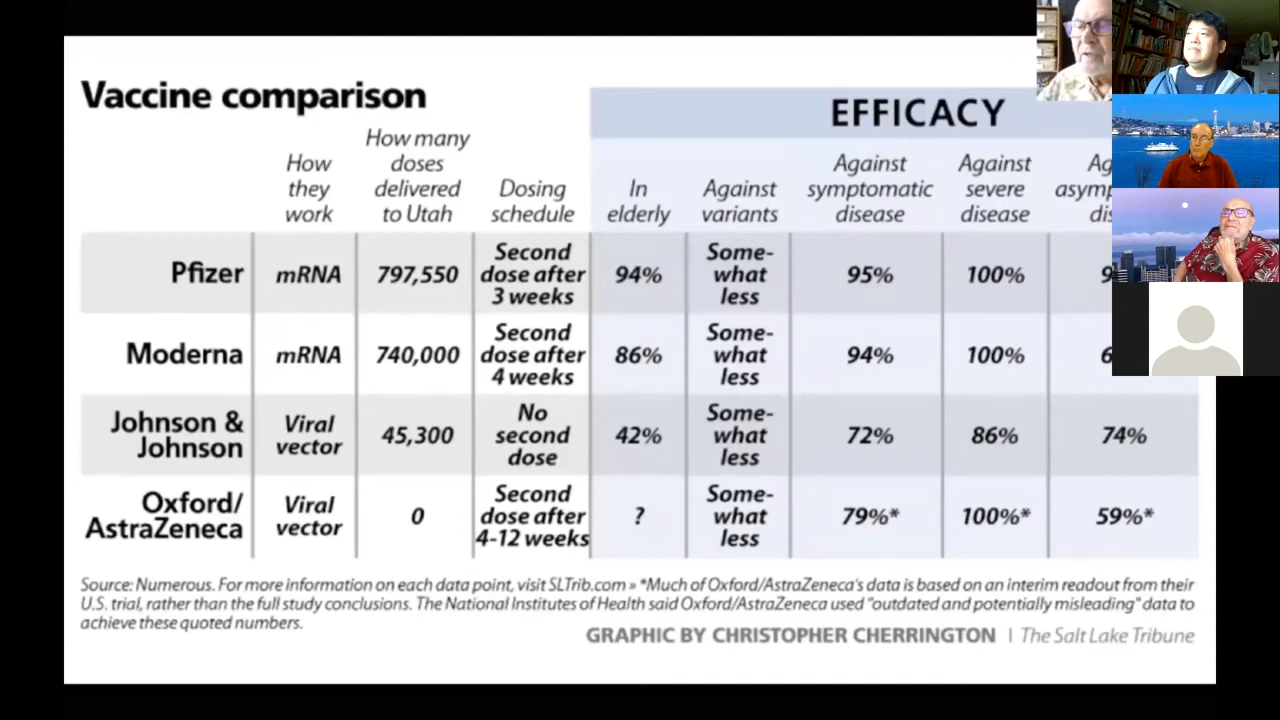 Vaccine comparison
EFFICACY
How they work
How many doses delivered to Utah
Dosing schedule
In elderly
Against variants
Against symptomatic disease
Against severe disease
Pfizer mRNA 797,550 Second dose after 3 weeks 94% Some-what less 95% 100%
Moderna mRNA 740,000 Second dose after 4 weeks 86% Some-what less 94% 100%
Johnson & Johnson Viral vector 45,300 No second dose 42% Some-what less 72% 86% 74%
Oxford/AstraZeneca Viral vector 0 Second dose after 4-12 weeks ? Some-what less 79%* 100%* 59%*
Source: Numerous. For more information on each data point, visit SLTrib.com » *Much of Oxford/AstraZeneca's data is based on an interim readout from their
U.S. trial, rather than the full study conclusions. The National Institutes of Health said Oxford/AstraZeneca used "outdated and potentially misleading" data to
achieve these quoted numbers.
GRAPHIC BY CHRISTOPHER CHERRINGTON | The Salt Lake Tribune